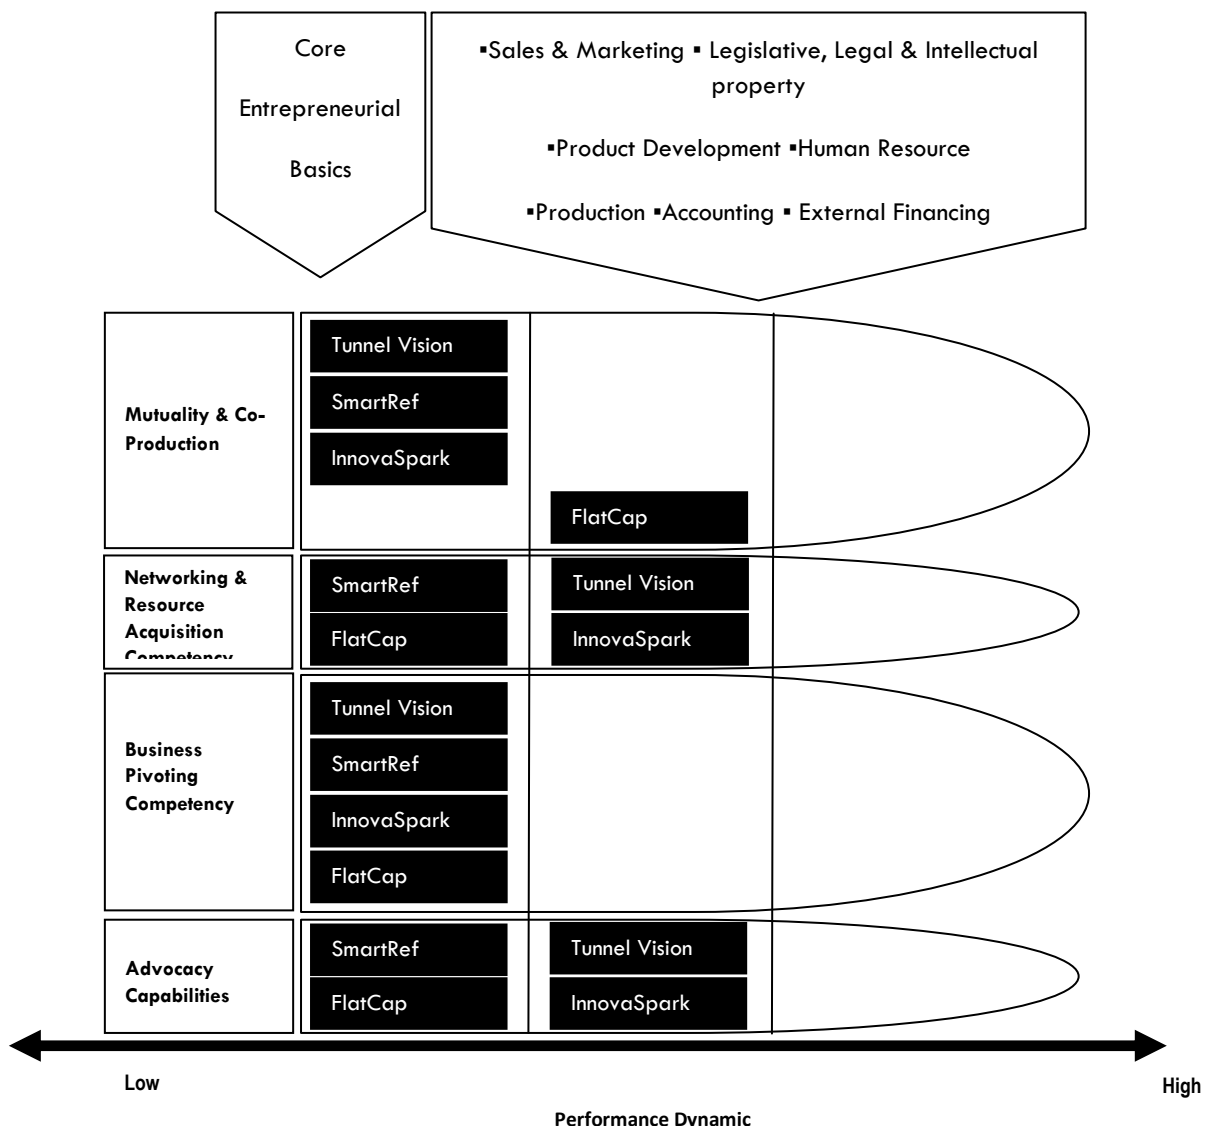 Core
Entrepreneurial
Basics
▪Sales & Marketing ▪ Legislative, Legal & Intellectual
property
▪Product Development ▪Human Resource
▪Production ▪Accounting ▪ External Financing
Mutuality & Co-
Production
Tunnel Vision
SmartRef
InnovaSpark
FlatCap
Networking &
Resource
Acquisition
Competency
SmartRef
FlatCap
Tunnel Vision
InnovaSpark
Business
Pivoting
Competency
Tunnel Vision
SmartRef
InnovaSpark
FlatCap
Advocacy
Capabilities
SmartRef
FlatCap
Tunnel Vision
InnovaSpark
Low
High
Performance Dynamic